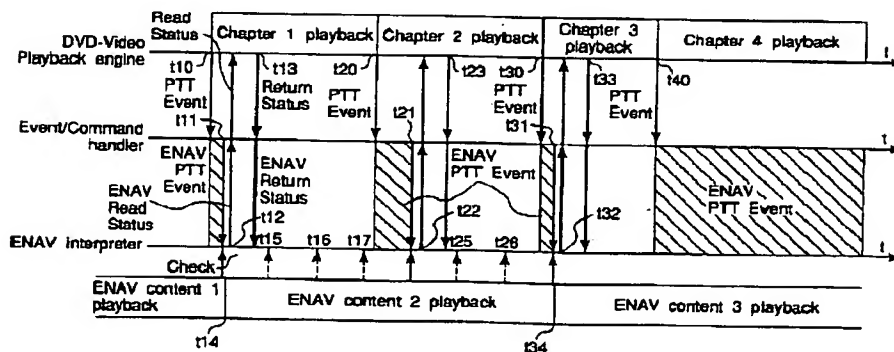 Read
Status
Chapter 1 playback
Chapter 2 playback
Chapter 3
playback
Chapter 4 playback
DVD-Video
Playback engine
t10
t13
t20
t23
t30
t33
t40
t
PTT
Event
Return
Status
PTT
Event
PTT
Event
PTT
Event
t11
t21
t31
Event/Command
handler
t
ENAV
PTT
Event
ENAV
Return
Status
ENAV
PTT Event
ENAV
PTT Event
ENAV
Read
Status
t12
t22
t32
ENAV interpreter
t15
t16
t17
t25
t26
t
Check
ENAV content 1
playback
ENAV content 2 playback
ENAV content 3 playback
t14
t34